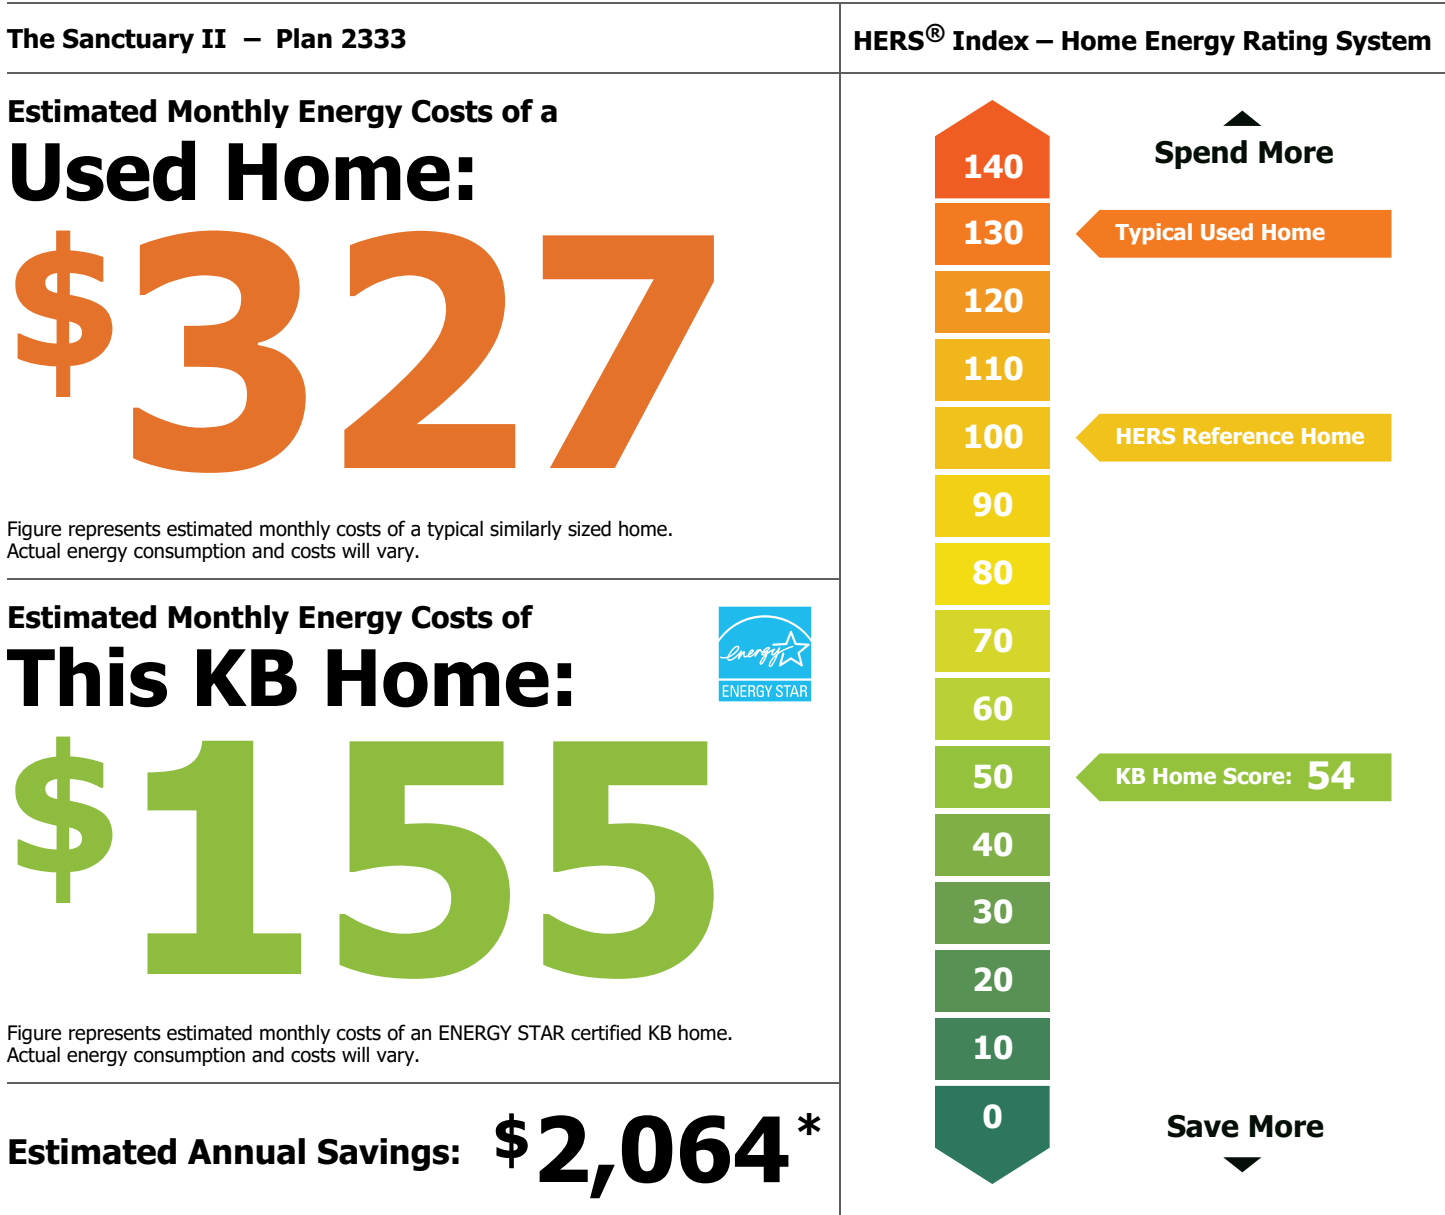 The Sanctuary II – Plan 2333
Estimated Monthly Energy Costs of a
Used Home:
$327
Figure represents estimated monthly costs of a typical similarly sized home.
Actual energy consumption and costs will vary.
Estimated Monthly Energy Costs of
This KB Home:
energy
ENERGY STAR
$155
Figure represents estimated monthly costs of an ENERGY STAR certified KB home.
Actual energy consumption and costs will vary.
Estimated Annual Savings: $2,064*
HERS® Index – Home Energy Rating System
Spend More
140
130 Typical Used Home
120
110
100 HERS Reference Home
90
80
70
60
50 KB Home Score: 54
40
30
20
10
0
Save More